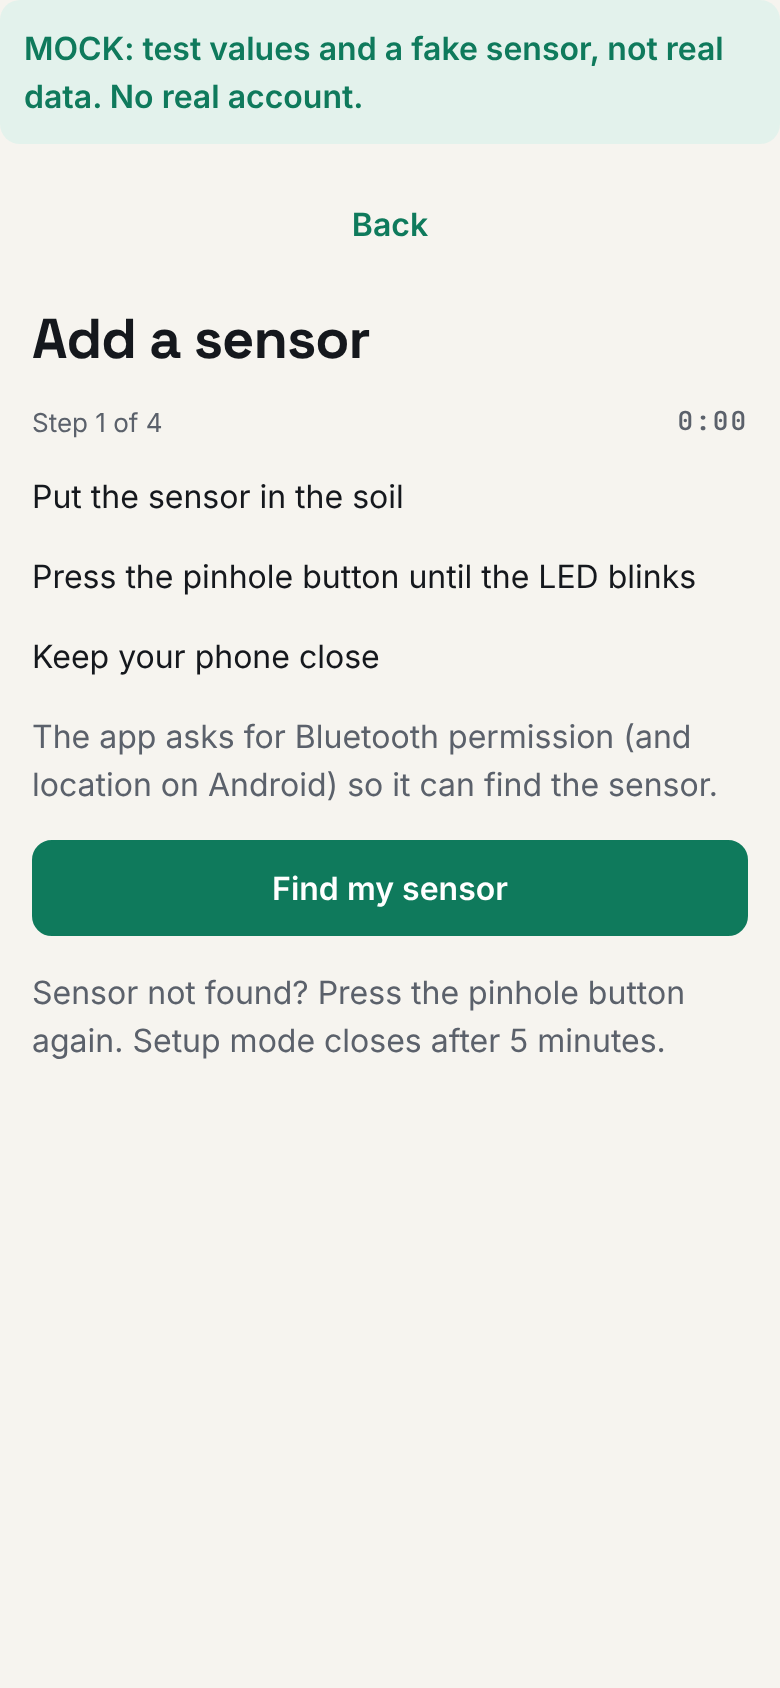 MOCK: test values and a fake sensor, not real
data. No real account.
Back
Add a sensor
Step 1 of 4
0:00
Put the sensor in the soil
Press the pinhole button until the LED blinks
Keep your phone close
The app asks for Bluetooth permission (and
location on Android) so it can find the sensor.
Find my sensor
Sensor not found? Press the pinhole button
again. Setup mode closes after 5 minutes.